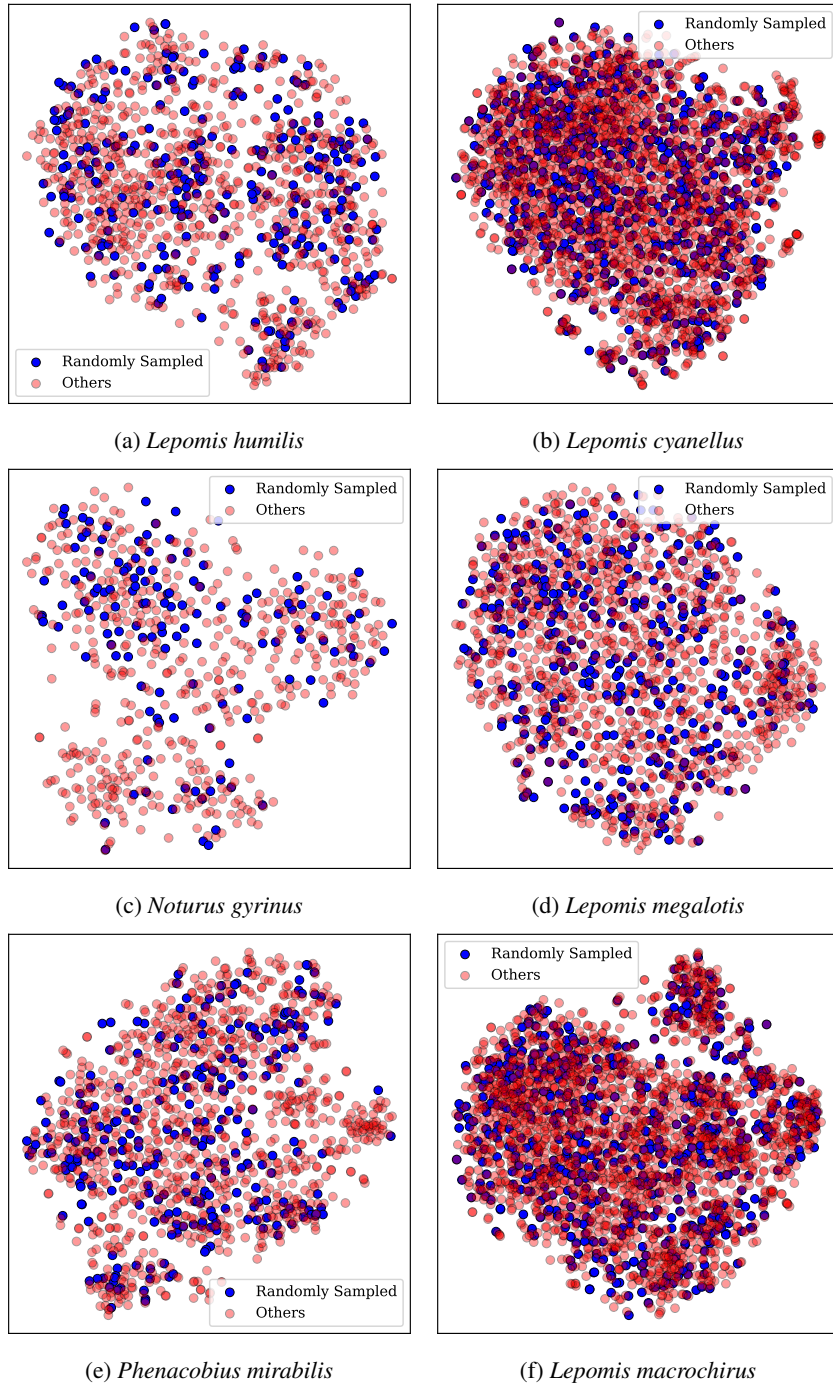 Randomly Sampled
Others
(a) Lepomis humilis
Randomly Sampled
Others
(b) Lepomis cyanellus
Randomly Sampled
Others
(c) Noturus gyrinus
Randomly Sampled
Others
(d) Lepomis megalotis
Randomly Sampled
Others
(e) Phenacobius mirabilis
Randomly Sampled
Others
(f) Lepomis macrochirus